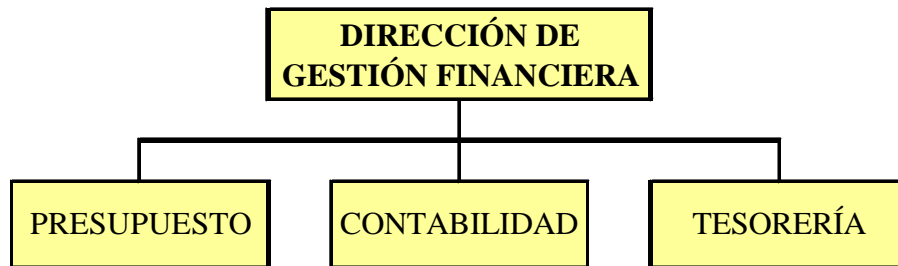 DIRECCIÓN DE
GESTIÓN FINANCIERA
PRESUPUESTO
CONTABILIDAD
TESORERÍA